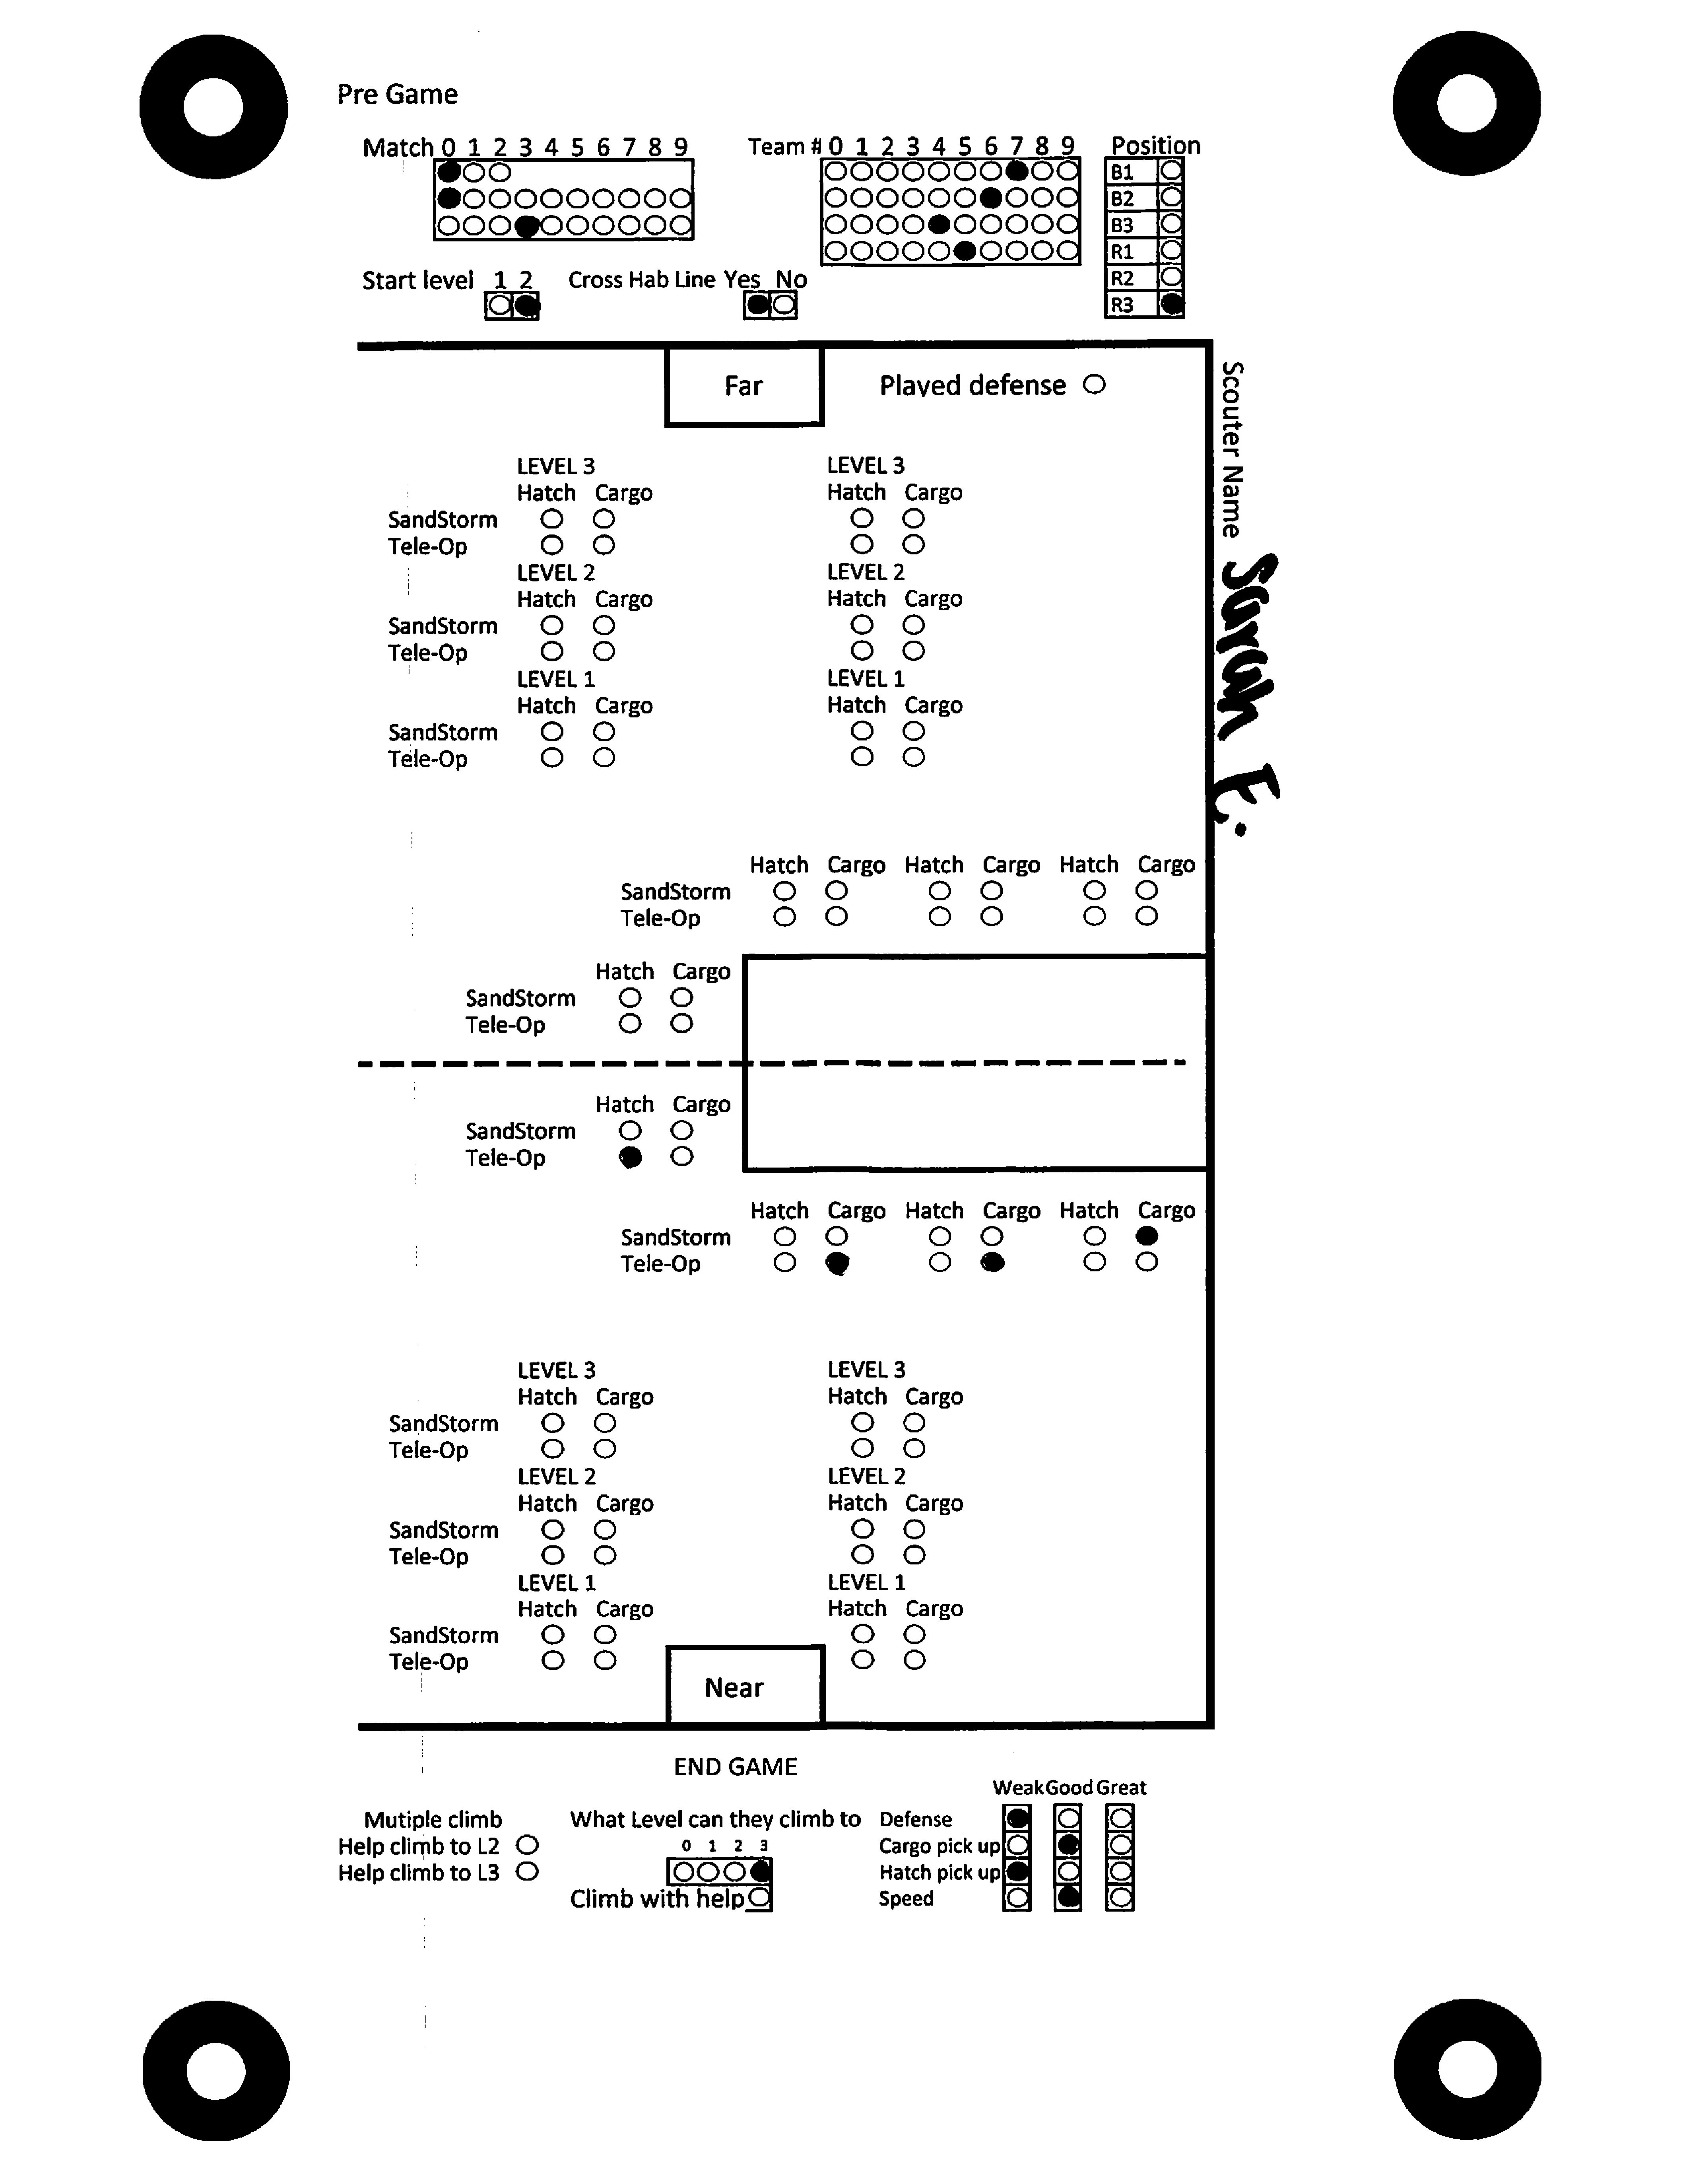 Pre Game
Match 0 1 2 3 4 5 6 7 8 9
Team # 0 1 2 3 4 5 6 7 8 9
Position
B1
B2
B3
R1
R2
R3
Start level 1 2
Cross Hab Line Yes No
Far
Played defense
Scouter Name Sarah E.
LEVEL 3 LEVEL 3
Hatch Cargo Hatch Cargo
SandStorm
Tele-Op
LEVEL 2 LEVEL 2
Hatch Cargo Hatch Cargo
SandStorm
Tele-Op
LEVEL 1 LEVEL 1
Hatch Cargo Hatch Cargo
SandStorm
Tele-Op
Hatch Cargo Hatch Cargo Hatch Cargo
SandStorm
Tele-Op
Hatch Cargo
SandStorm
Tele-Op
Hatch Cargo
SandStorm
Tele-Op
Hatch Cargo Hatch Cargo Hatch Cargo
SandStorm
Tele-Op
LEVEL 3 LEVEL 3
Hatch Cargo Hatch Cargo
SandStorm
Tele-Op
LEVEL 2 LEVEL 2
Hatch Cargo Hatch Cargo
SandStorm
Tele-Op
LEVEL 1 LEVEL 1
Hatch Cargo Hatch Cargo
SandStorm
Tele-Op
Near
END GAME
Mutiple climb
Help climb to L2
Help climb to L3
What Level can they climb to
0 1 2 3
Climb with help
Weak Good Great
Defense
Cargo pick up
Hatch pick up
Speed